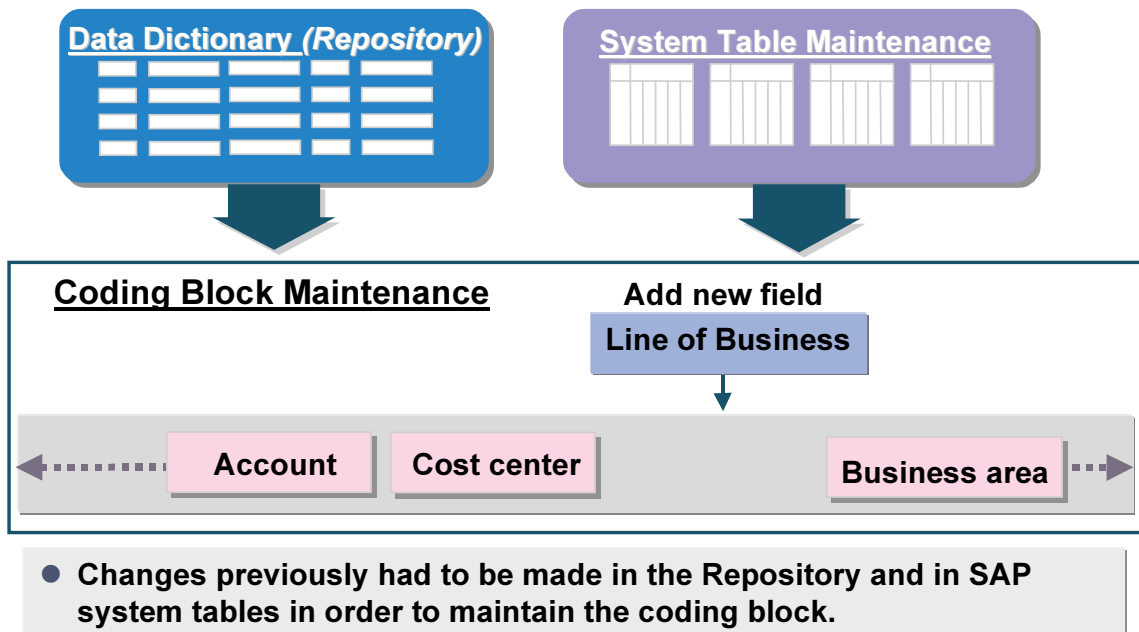 Data Dictionary (Repository)
System Table Maintenance
Coding Block Maintenance
Add new field
Line of Business
Account
Cost center
Business area
● Changes previously had to be made in the Repository and in SAP
system tables in order to maintain the coding block.